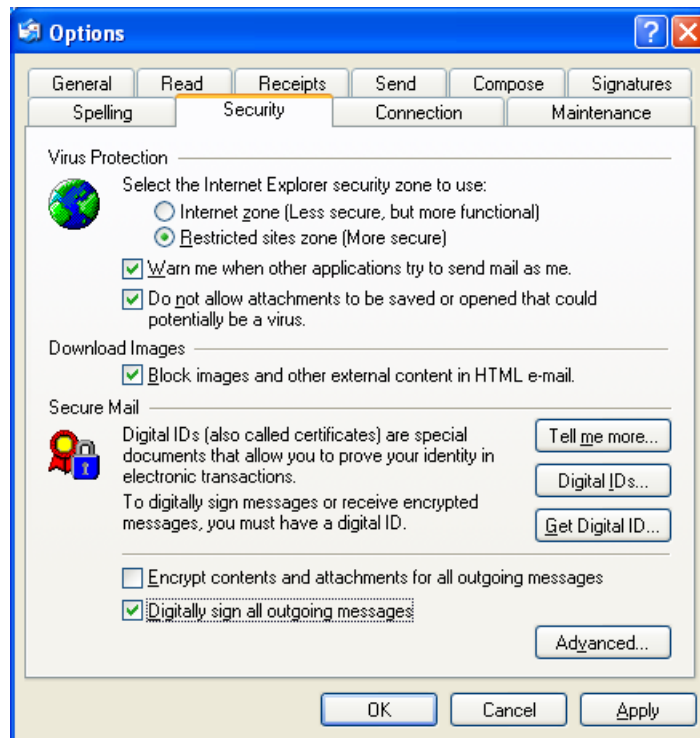 Options
General Read Receipts Send Compose Signatures
Spelling Security Connection Maintenance
Virus Protection
Select the Internet Explorer security zone to use:
Internet zone (Less secure, but more functional)
Restricted sites zone (More secure)
Warn me when other applications try to send mail as me.
Do not allow attachments to be saved or opened that could
potentially be a virus.
Download Images
Block images and other external content in HTML e-mail.
Secure Mail
Digital IDs (also called certificates) are special
documents that allow you to prove your identity in
electronic transactions.
To digitally sign messages or receive encrypted
messages, you must have a digital ID.
Tell me more...
Digital IDs...
Get Digital ID...
Encrypt contents and attachments for all outgoing messages
Digitally sign all outgoing messages
Advanced...
OK Cancel Apply